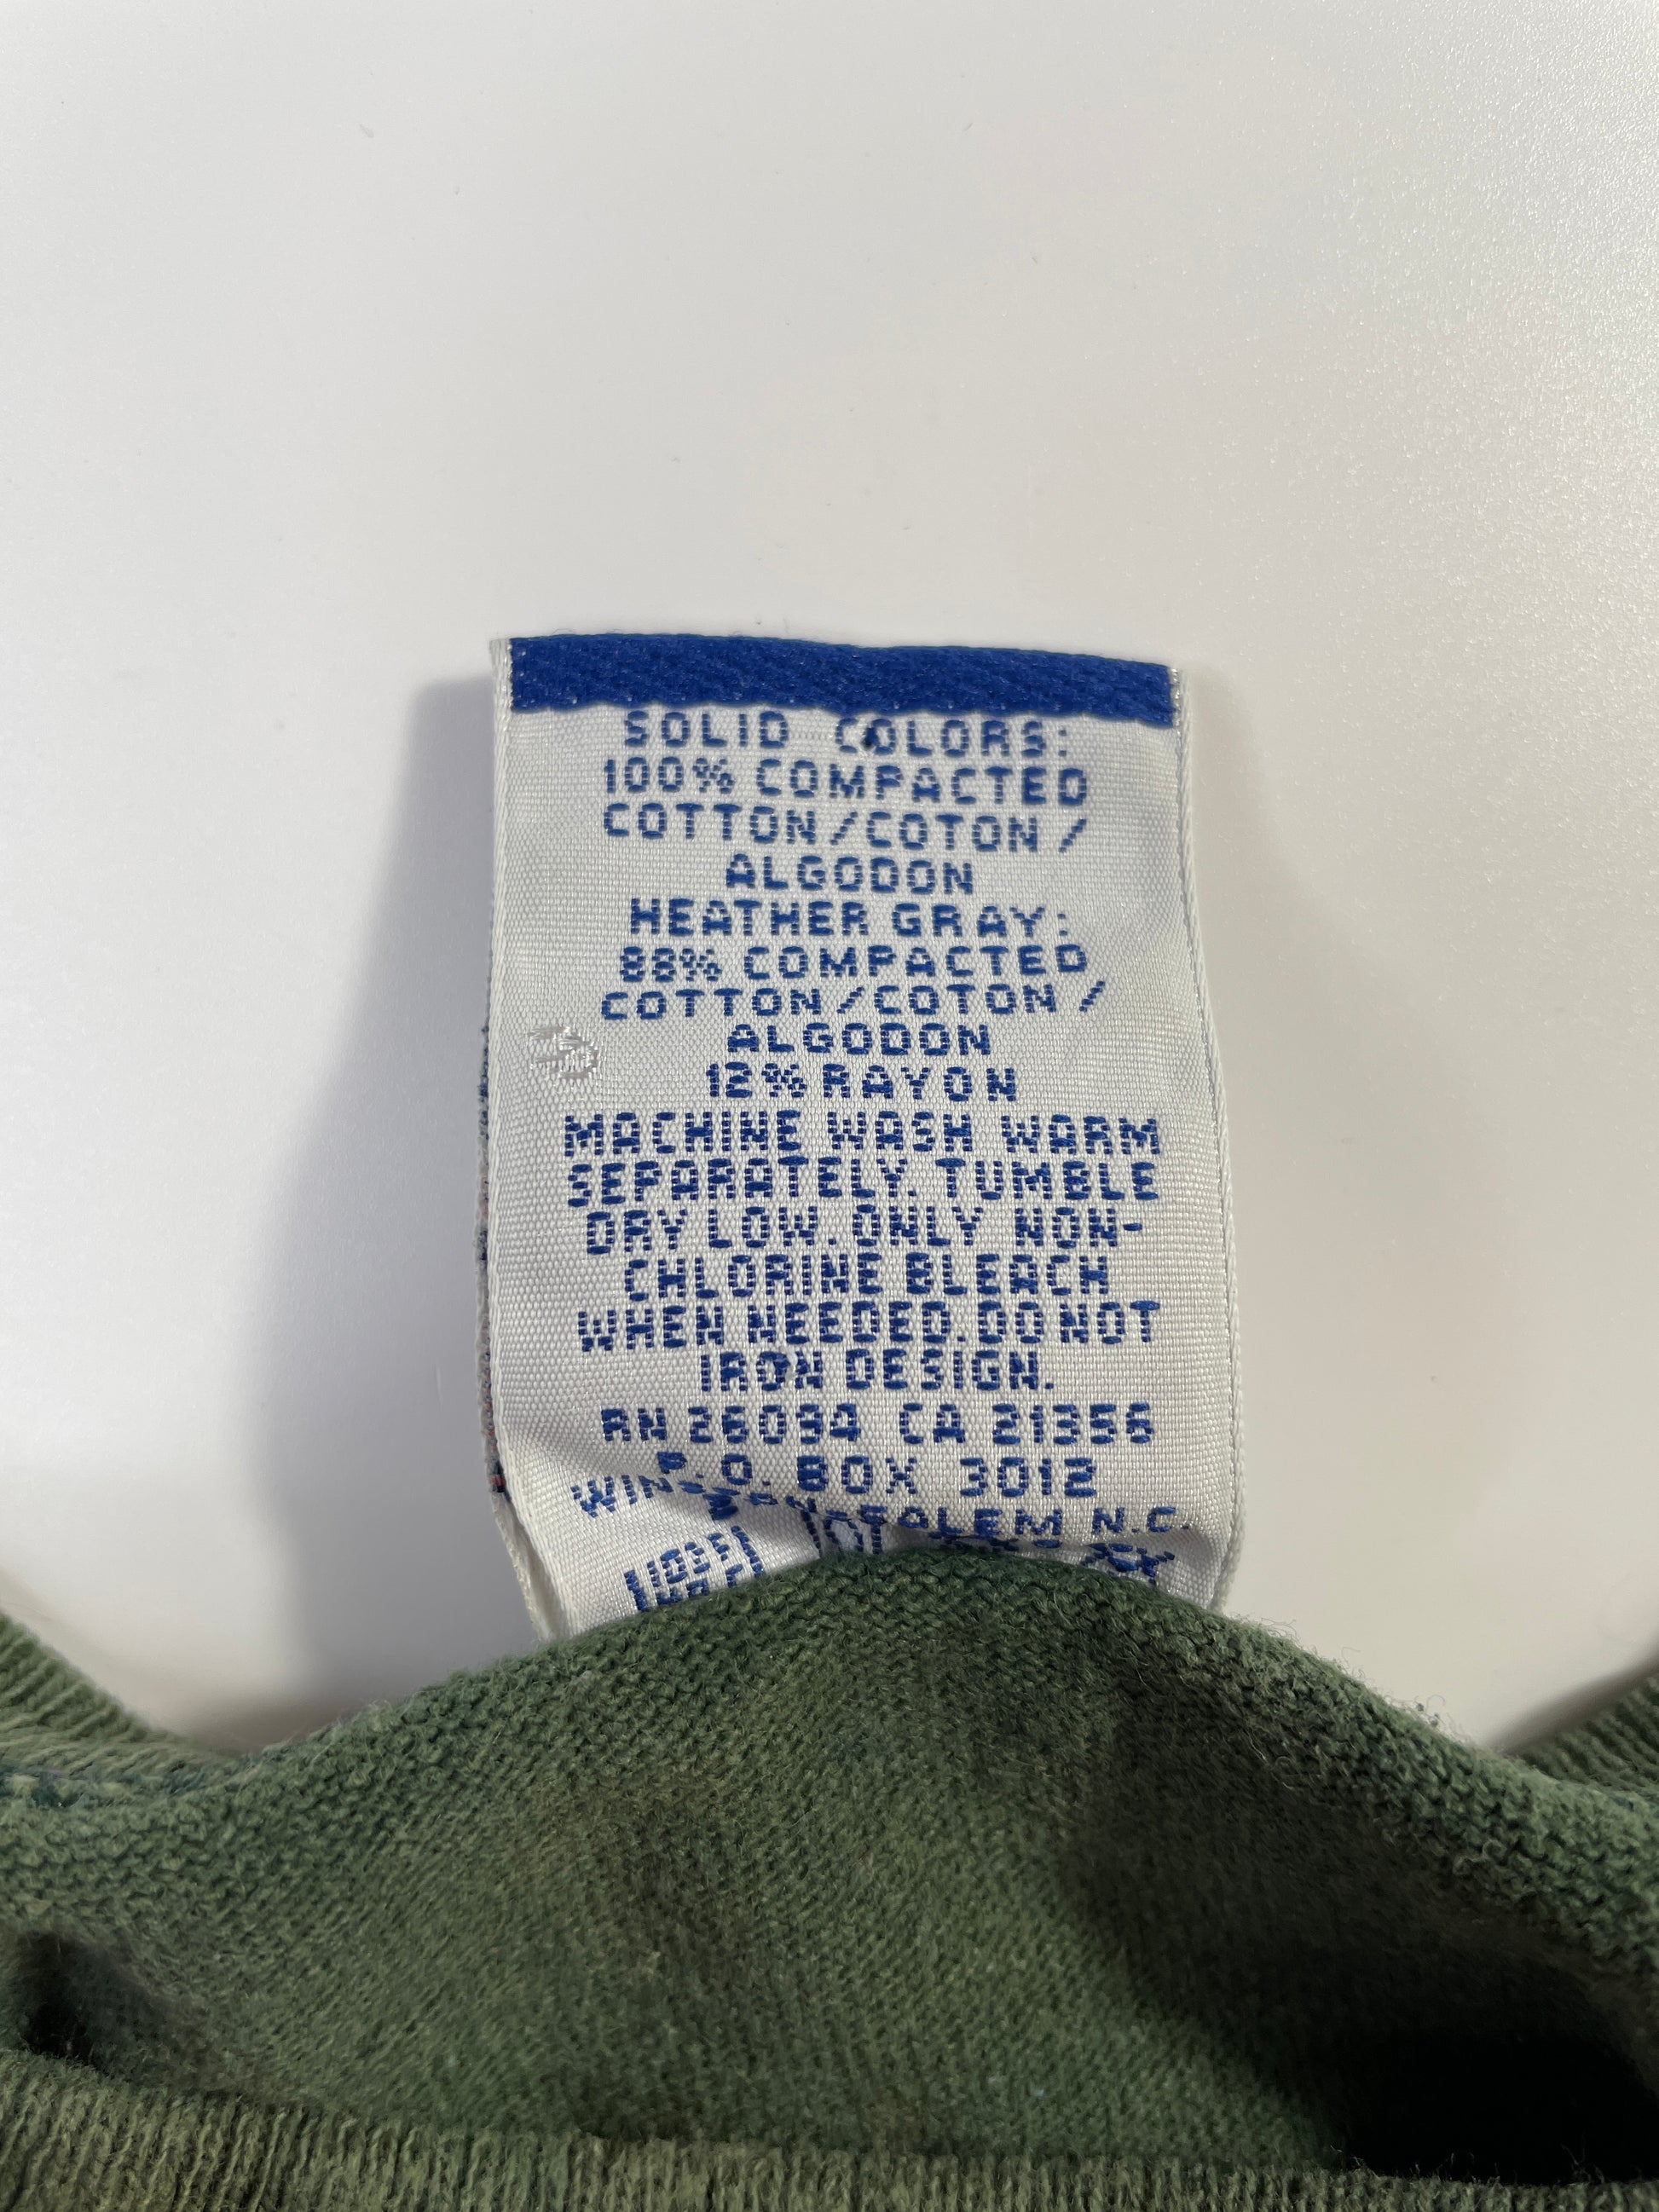 SOLID COLORS:
100% COMPACTED
COTTON/COTON/
ALGODON
HEATHER GRAY:
88% COMPACTED
COTTON/COTON/
ALGODON
12% RAYON
MACHINE WASH WARM
SEPARATELY. TUMBLE
DRY LOW. ONLY NON-
CHLORINE BLEACH
WHEN NEEDED. DO NOT
IRON DESIGN.
RN 26094 CA 21356
P.O. BOX 3012
SALEM N.C.